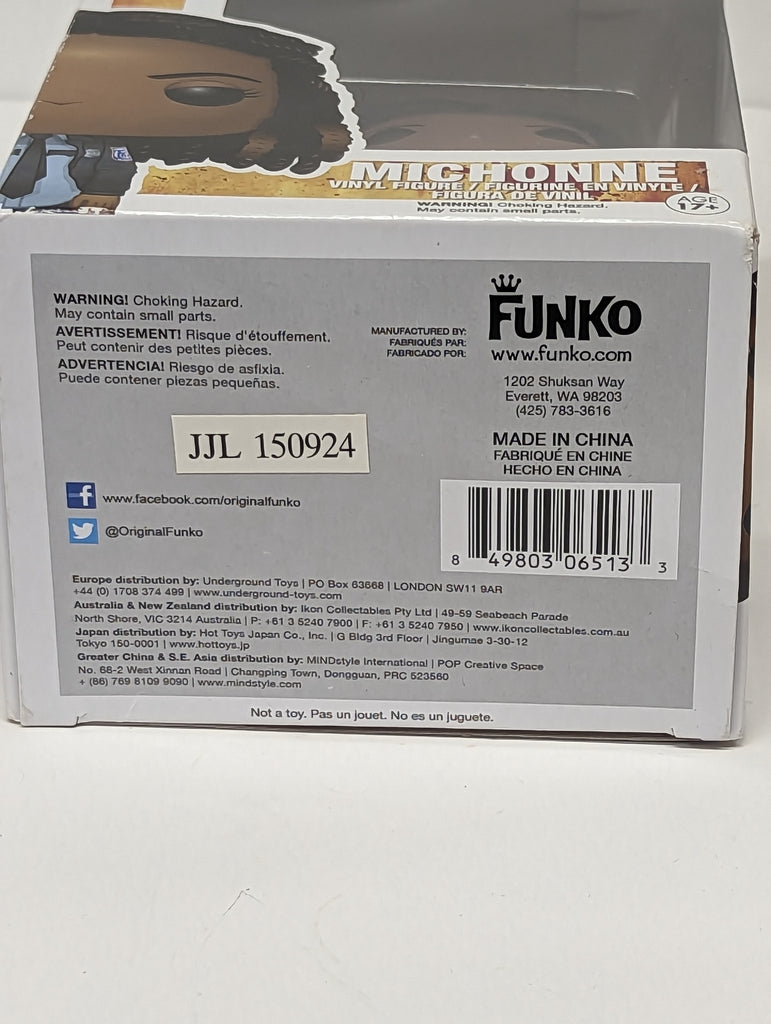 MICHONNE
VINYL FIGURE / FIGURINE EN VINYLE /
FIGURA DE VINIL
WARNING! Choking Hazard.
May contain small parts.
AGE
17+
WARNING! Choking Hazard.
May contain small parts.
AVERTISSEMENT! Risque d'étouffement.
Peut contenir des petites pièces.
ADVERTENCIA! Riesgo de asfixia.
Puede contener piezas pequeñas.
MANUFACTURED BY:
FABRIQUÉS PAR:
FABRICADO POR:
FUNKO
www.funko.com
1202 Shuksan Way
Everett, WA 98203
(425) 783-3616
MADE IN CHINA
FABRIQUÉ EN CHINE
HECHO EN CHINA
JJL 150924
f www.facebook.com/originalfunko
@OriginalFunko
8 49803 06513 3
Europe distribution by: Underground Toys | PO Box 63668 | LONDON SW11 9AR
+44 (0) 1708 374 499 | www.underground-toys.com
Australia & New Zealand distribution by: Ikon Collectables Pty Ltd | 49-59 Seabeach Parade
North Shore, VIC 3214 Australia | P: +61 3 5240 7900 | F: +61 3 5240 7950 | www.ikoncollectables.com.au
Japan distribution by: Hot Toys Japan Co., Inc. | G Bldg 3rd Floor | Jingumae 3-30-12
Tokyo 150-0001 | www.hottoys.jp
Greater China & S.E. Asia distribution by: MINDstyle International | POP Creative Space
No. 68-2 West Xinnan Road | Changping Town, Dongguan, PRC 523560
+ (86) 769 8109 9090 | www.mindstyle.com
Not a toy. Pas un jouet. No es un juguete.